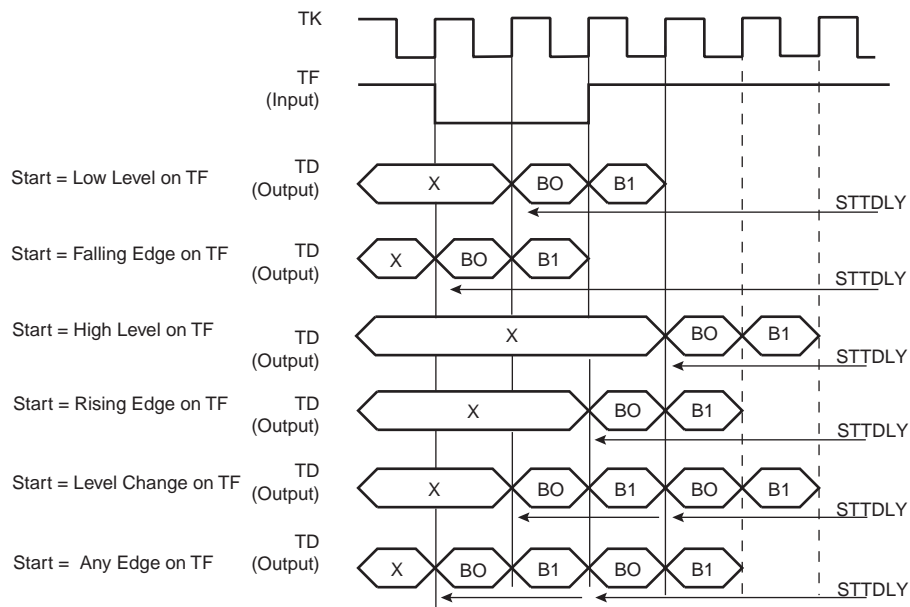 TK
TF
(Input)
Start = Low Level on TF
TD
(Output)
X
BO
B1
STTDLY
Start = Falling Edge on TF
TD
(Output)
X
BO
B1
STTDLY
Start = High Level on TF
TD
(Output)
X
BO
B1
STTDLY
Start = Rising Edge on TF
TD
(Output)
X
BO
B1
STTDLY
Start = Level Change on TF
TD
(Output)
X
BO
B1
BO
B1
STTDLY
Start = Any Edge on TF
TD
(Output)
X
BO
B1
BO
B1
STTDLY